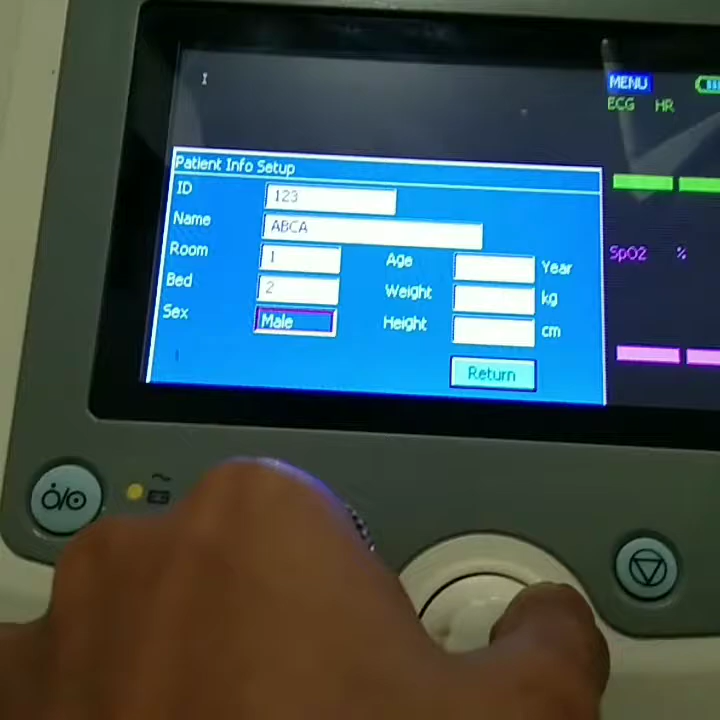 MENU
ECG HR
Patient Info Setup
ID 123
Name ABCA
Room 1 Age Year
Bed 2 Weight kg
Sex Male Height cm
Return
SpO2 %